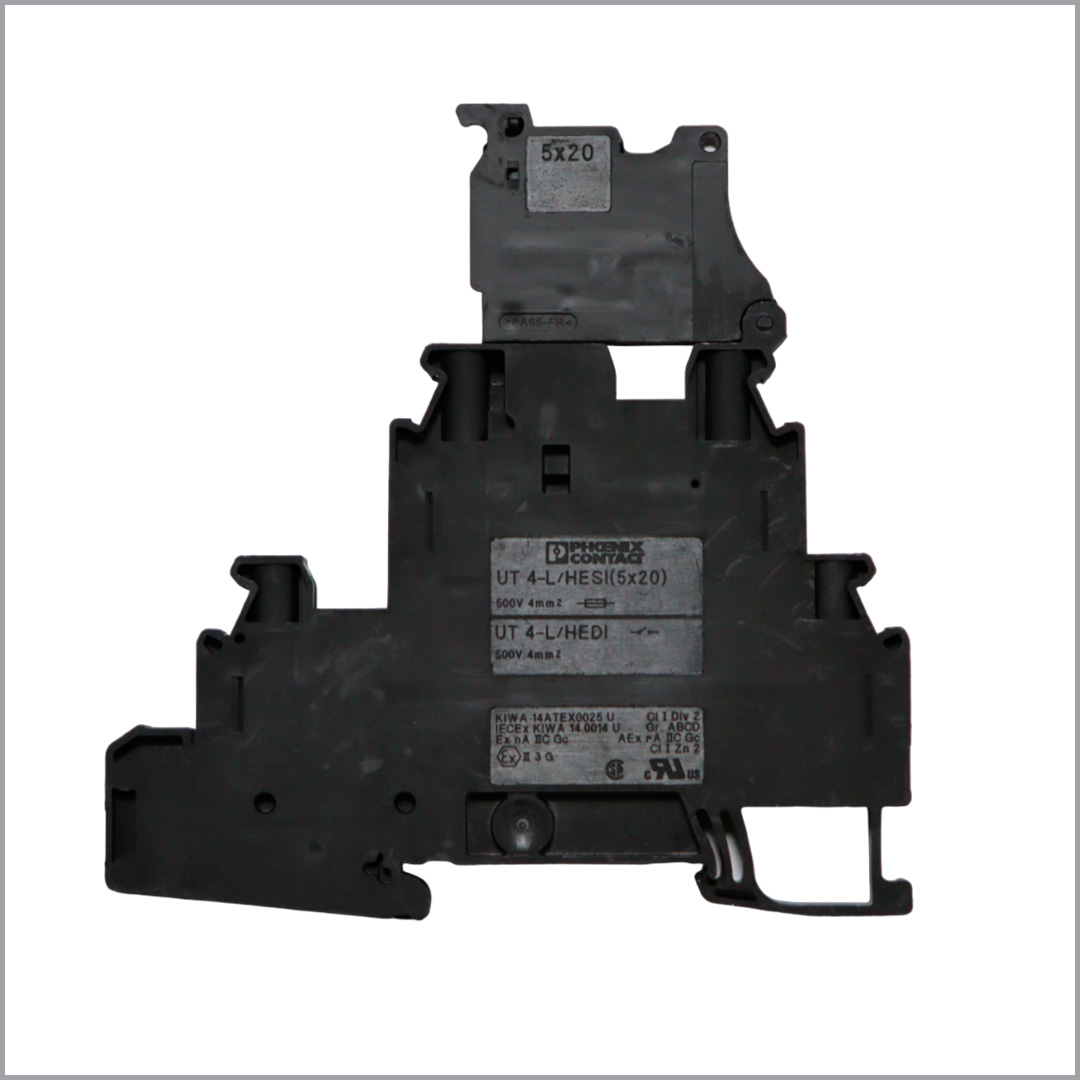 5x20
>PA66-FR<
PHŒNIX
CONTACT
UT 4-L/HESI(5x20)
500V 4mm²
UT 4-L/HEDI
500V 4mm²
KIWA 14ATEX0025 U Cl I Div 2
IECEx KIWA 14.0014 U Gr. ABCD
Ex nA IIC Gc AEx nA IIC Gc
Cl I Zn 2
Ex II 3 G
c RU US